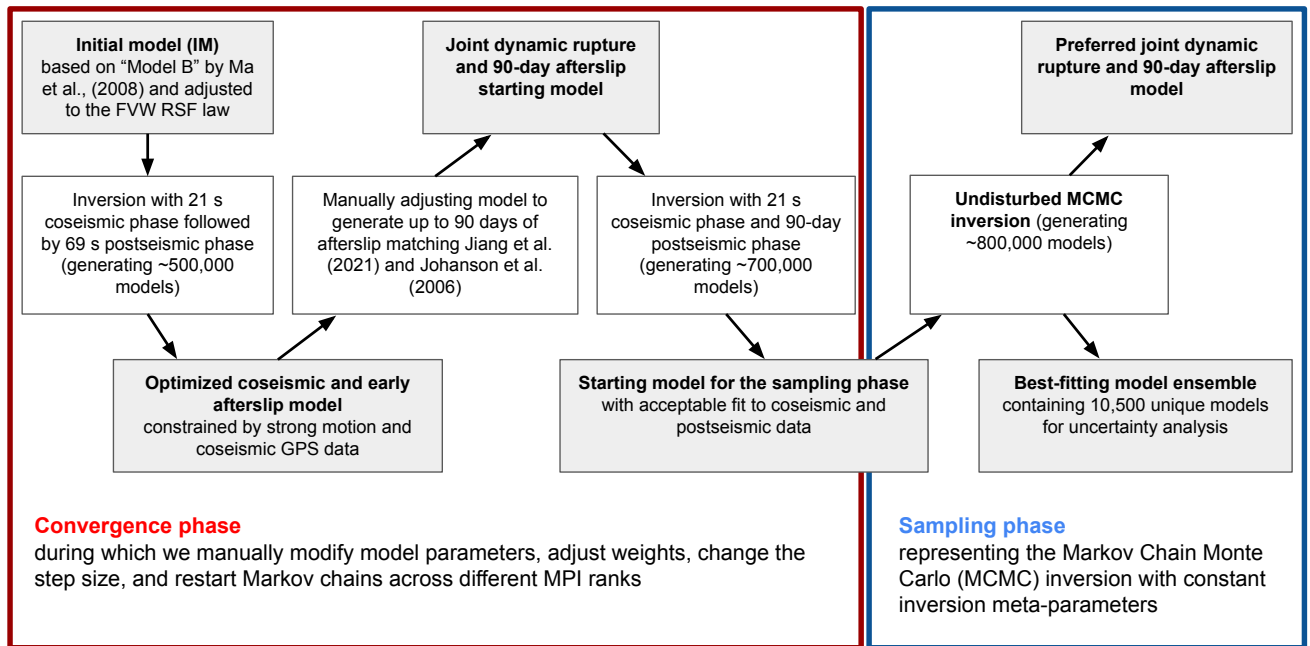 Initial model (IM)
based on “Model B” by Ma
et al., (2008) and adjusted
to the FVW RSF law
Inversion with 21 s
coseismic phase followed
by 69 s postseismic phase
(generating ~500,000
models)
Optimized coseismic and early
afterslip model
constrained by strong motion and
coseismic GPS data
Manually adjusting model to
generate up to 90 days of
afterslip matching Jiang et al.
(2021) and Johanson et al.
(2006)
Joint dynamic rupture
and 90-day afterslip
starting model
Inversion with 21 s
coseismic phase and 90-day
postseismic phase
(generating ~700,000
models)
Starting model for the sampling phase
with acceptable fit to coseismic and
postseismic data
Undisturbed MCMC
inversion (generating
~800,000 models)
Preferred joint dynamic
rupture and 90-day afterslip
model
Best-fitting model ensemble
containing 10,500 unique models
for uncertainty analysis
Convergence phase
during which we manually modify model parameters, adjust weights, change the
step size, and restart Markov chains across different MPI ranks
Sampling phase
representing the Markov Chain Monte
Carlo (MCMC) inversion with constant
inversion meta-parameters